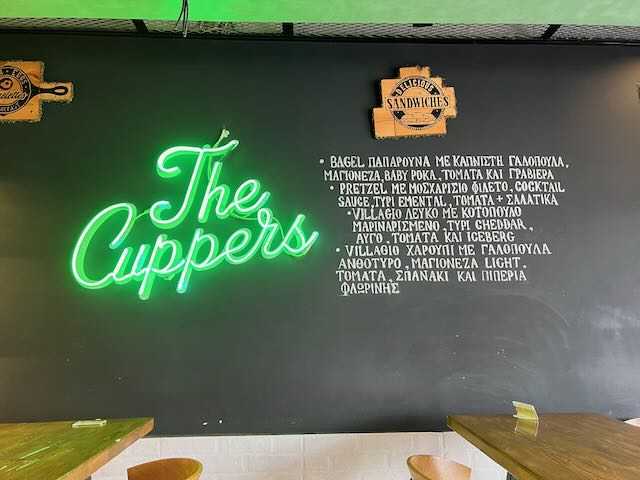 DELICIOUS
SANDWICHES
The
Cuppers
• BAGEL ΠΑΠΑΡΟΥΝΑ ΜΕ ΚΑΠΝΙΣΤΗ ΓΑΛΟΠΟΥΛΑ,
ΜΑΓΙΟΝΕΖΑ, BABY ΡΟΚΑ, ΤΟΜΑΤΑ ΚΑΙ ΓΡΑΒΙΕΡΑ
• PRETZEL ΜΕ ΜΟΣΧΑΡΙΣΙΟ ΦΙΛΕΤΟ, COCKTAIL
SAUCE, ΤΥΡΙ EMENTAL, ΤΟΜΑΤΑ + ΣΑΛΑΤΙΚΑ
• VILLAGIO ΛΕΥΚΟ ΜΕ ΚΟΤΟΠΟΥΛΟ
ΜΑΡΙΝΑΡΙΣΜΕΝΟ, ΤΥΡΙ CHEDDAR,
ΑΥΓΟ, ΤΟΜΑΤΑ ΚΑΙ ICEBERG
• VILLAGIO ΧΑΡΟΥΠΙ ΜΕ ΓΑΛΟΠΟΥΛΑ
ΑΝΘΟΤΥΡΟ, ΜΑΓΙΟΝΕΖΑ LIGHT,
ΤΟΜΑΤΑ, ΣΠΑΝΑΚΙ ΚΑΙ ΠΙΠΕΡΙΑ
ΦΛΩΡΙΝΗΣ